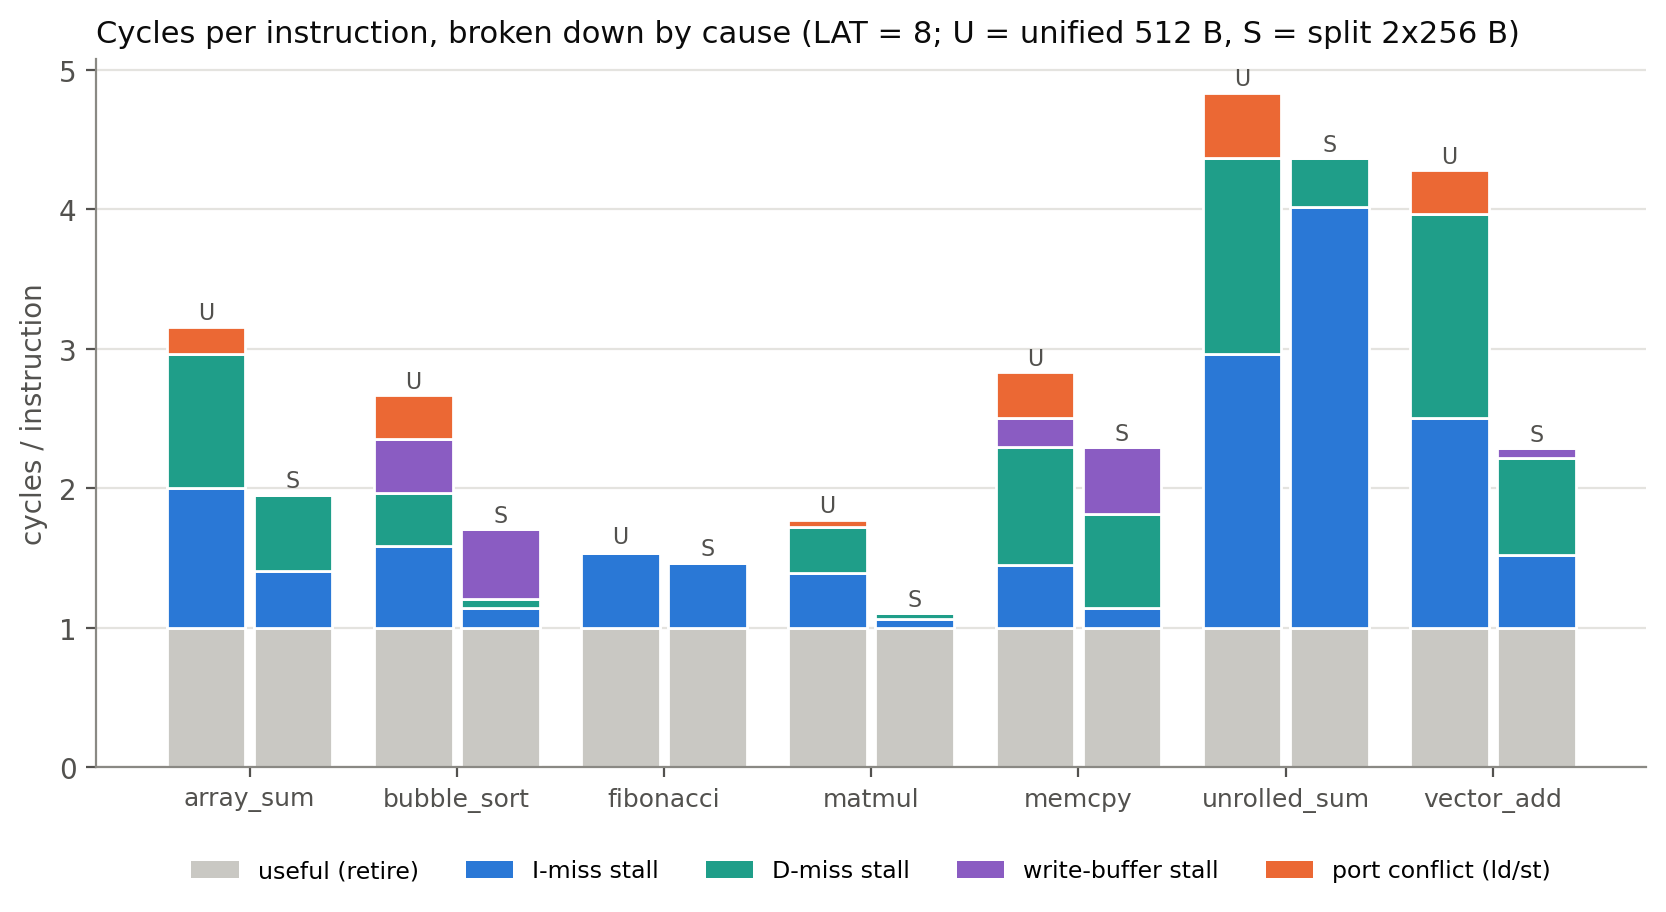 Cycles per instruction, broken down by cause (LAT = 8; U = unified 512 B, S = split 2x256 B)
cycles / instruction
5
4
3
2
1
0
U
S
U
S
U
S
U
S
U
S
U
S
U
S
array_sum
bubble_sort
fibonacci
matmul
memcpy
unrolled_sum
vector_add
useful (retire)
I-miss stall
D-miss stall
write-buffer stall
port conflict (ld/st)